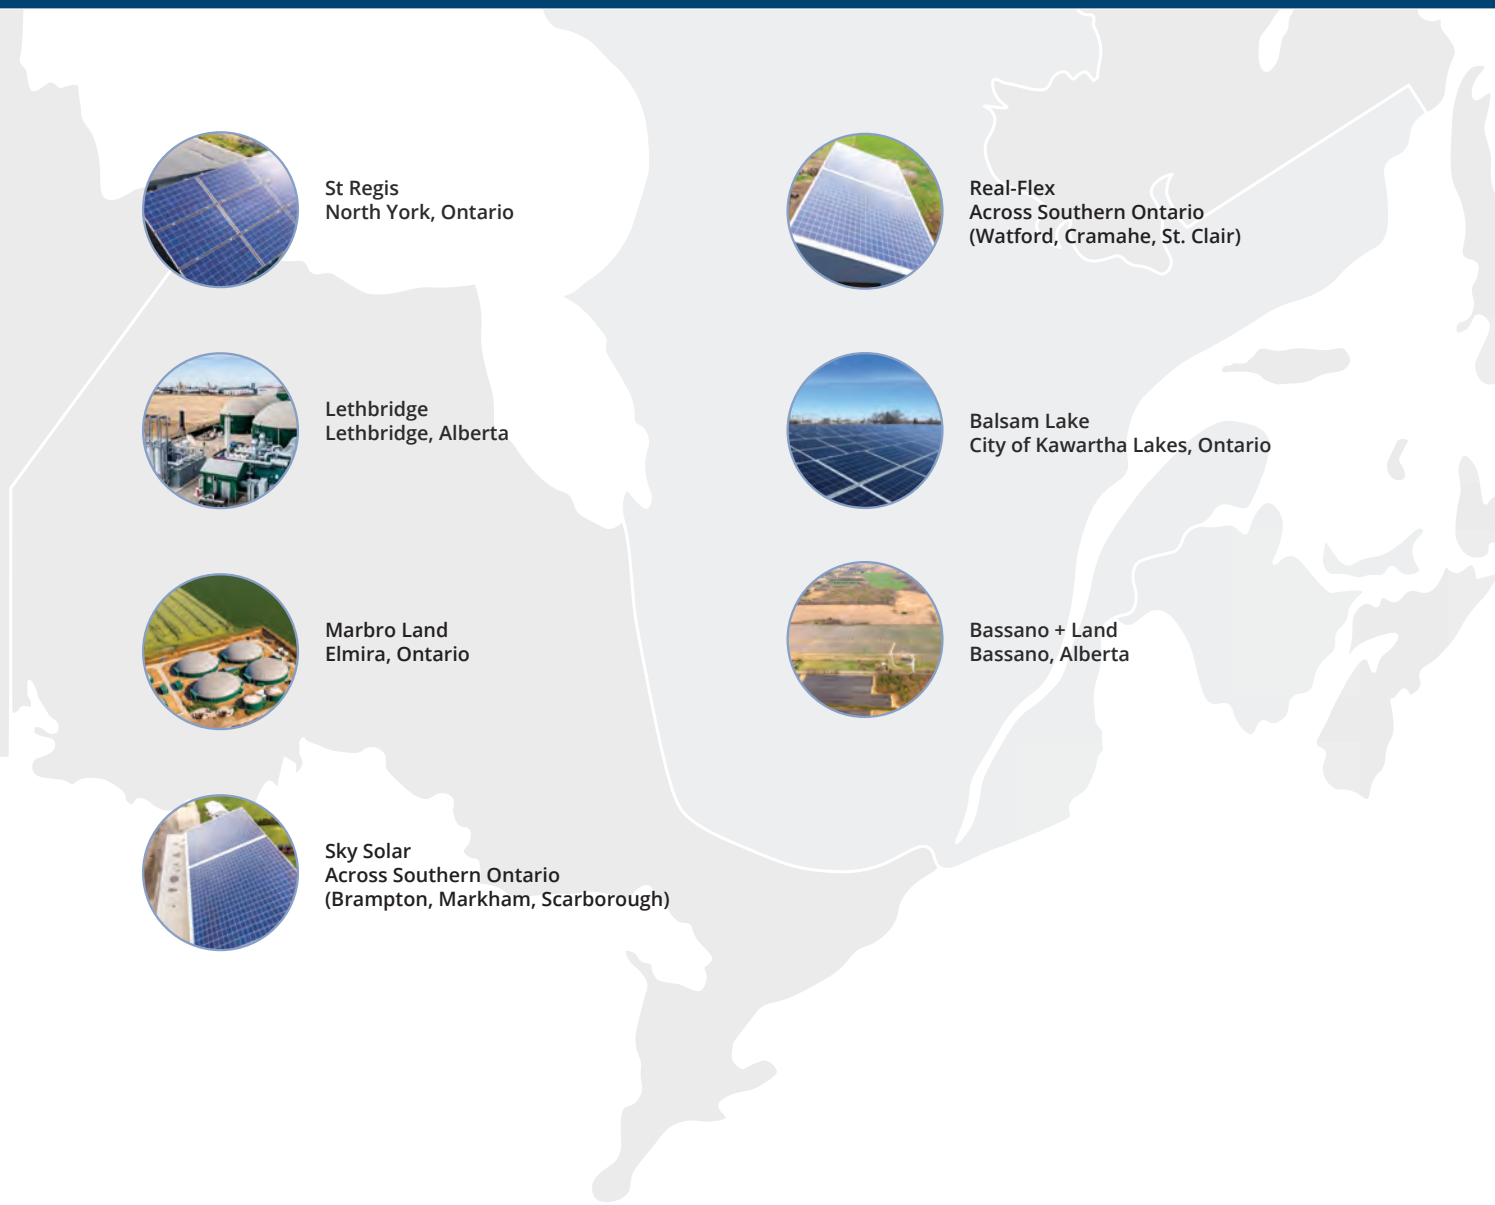 St Regis
North York, Ontario
Lethbridge
Lethbridge, Alberta
Marbro Land
Elmira, Ontario
Sky Solar
Across Southern Ontario
(Brampton, Markham, Scarborough)
Real-Flex
Across Southern Ontario
(Watford, Cramahe, St. Clair)
Balsam Lake
City of Kawartha Lakes, Ontario
Bassano + Land
Bassano, Alberta